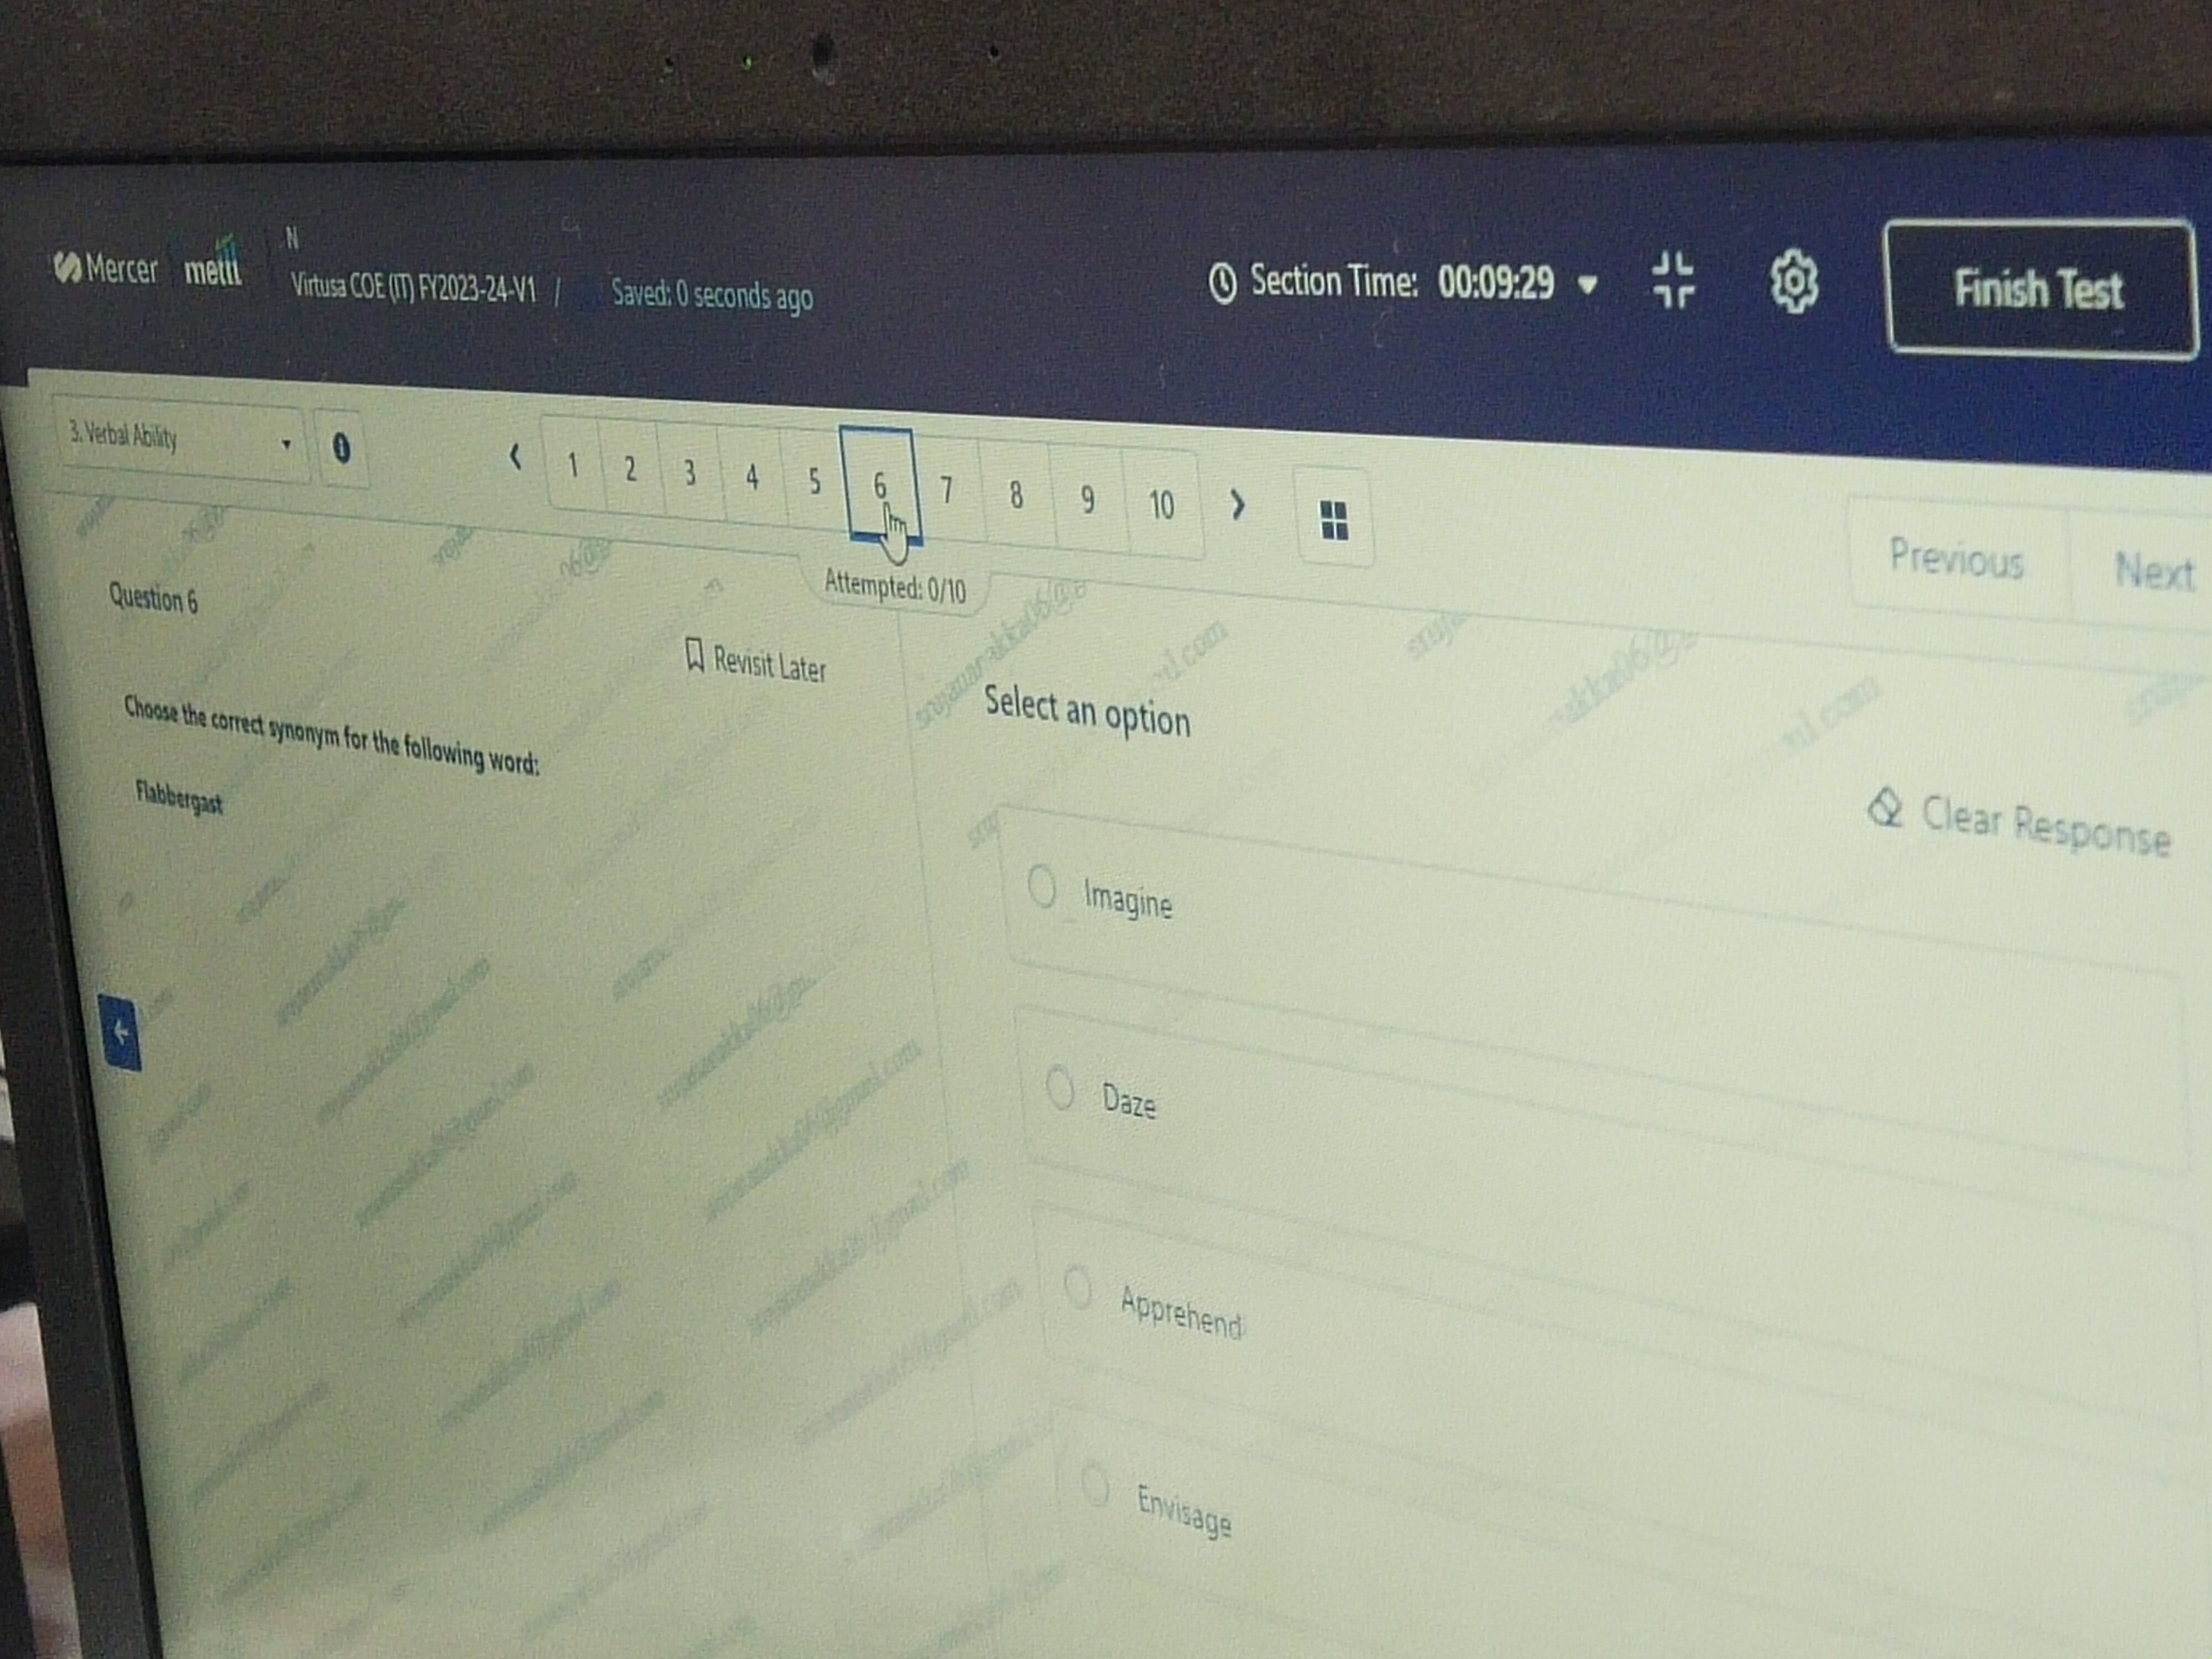 Mercer mettl
N
Virtusa COE (IT) FY2023-24-V1 / Saved: 0 seconds ago
Section Time: 00:09:29
Finish Test
3. Verbal Ability
1 2 3 4 5 6 7 8 9 10
Attempted: 0/10
Previous Next
Question 6
Revisit Later
Choose the correct synonym for the following word:
Flabbergast
Select an option
Clear Response
Imagine
Daze
Apprehend
Envisage